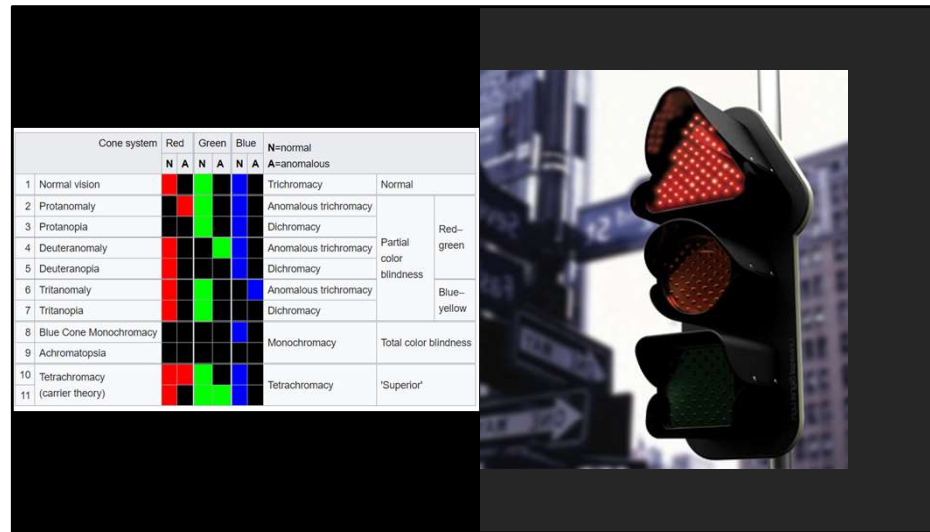 Cone system Red Green Blue N=normal
N A N A N A A=anomalous
1 Normal vision Trichromacy Normal
2 Protanomaly Anomalous trichromacy
3 Protanopia Dichromacy
Red–
green
4 Deuteranomaly Anomalous trichromacy
Partial
color
blindness
5 Deuteranopia Dichromacy
6 Tritanomaly Anomalous trichromacy
Blue–
yellow
7 Tritanopia Dichromacy
8 Blue Cone Monochromacy
Monochromacy Total color blindness
9 Achromatopsia
10 Tetrachromacy
11 (carrier theory)
Tetrachromacy 'Superior'